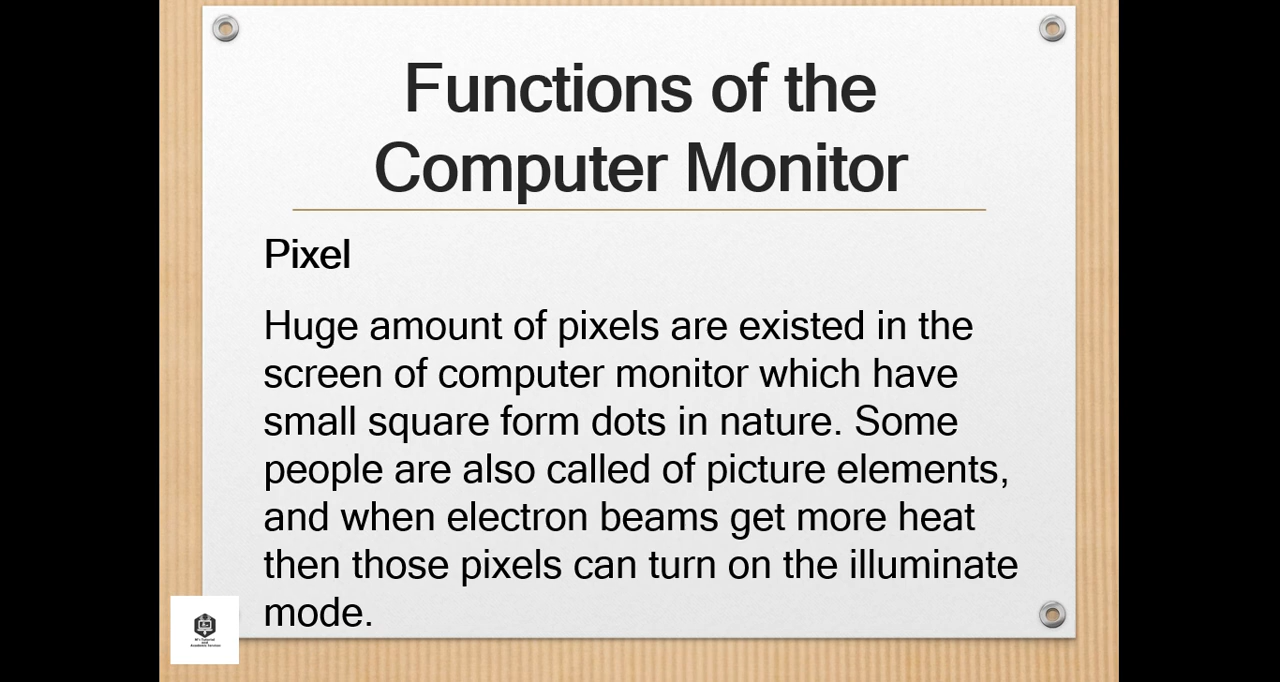 Functions of the
Computer Monitor
Pixel
Huge amount of pixels are existed in the
screen of computer monitor which have
small square form dots in nature. Some
people are also called of picture elements,
and when electron beams get more heat
then those pixels can turn on the illuminate
mode.